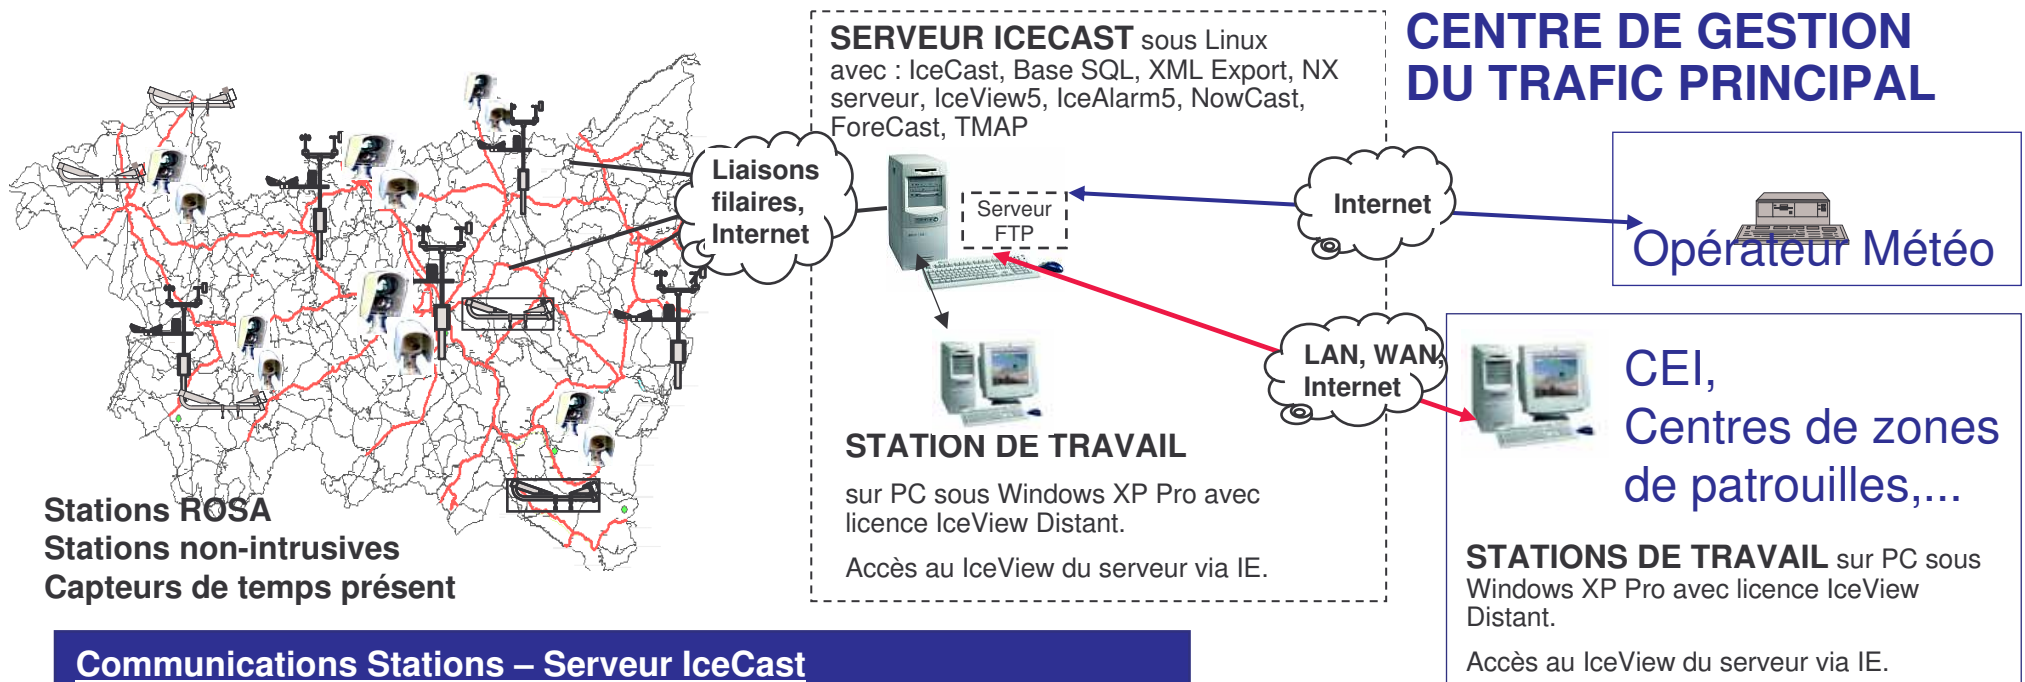 SERVEUR ICECAST sous Linux
avec : IceCast, Base SQL, XML Export, NX
serveur, IceView5, IceAlarm5, NowCast,
ForeCast, TMAP
CENTRE DE GESTION
DU TRAFIC PRINCIPAL
Liaisons
filaires,
Internet
Serveur
FTP
Internet
Opérateur Météo
LAN, WAN,
Internet
CEI,
Centres de zones
de patrouilles,...
STATION DE TRAVAIL
sur PC sous Windows XP Pro avec
licence IceView Distant.
Accès au IceView du serveur via IE.
STATIONS DE TRAVAIL sur PC sous
Windows XP Pro avec licence IceView
Distant.
Accès au IceView du serveur via IE.
Stations ROSA
Stations non-intrusives
Capteurs de temps présent
Communications Stations – Serveur IceCast